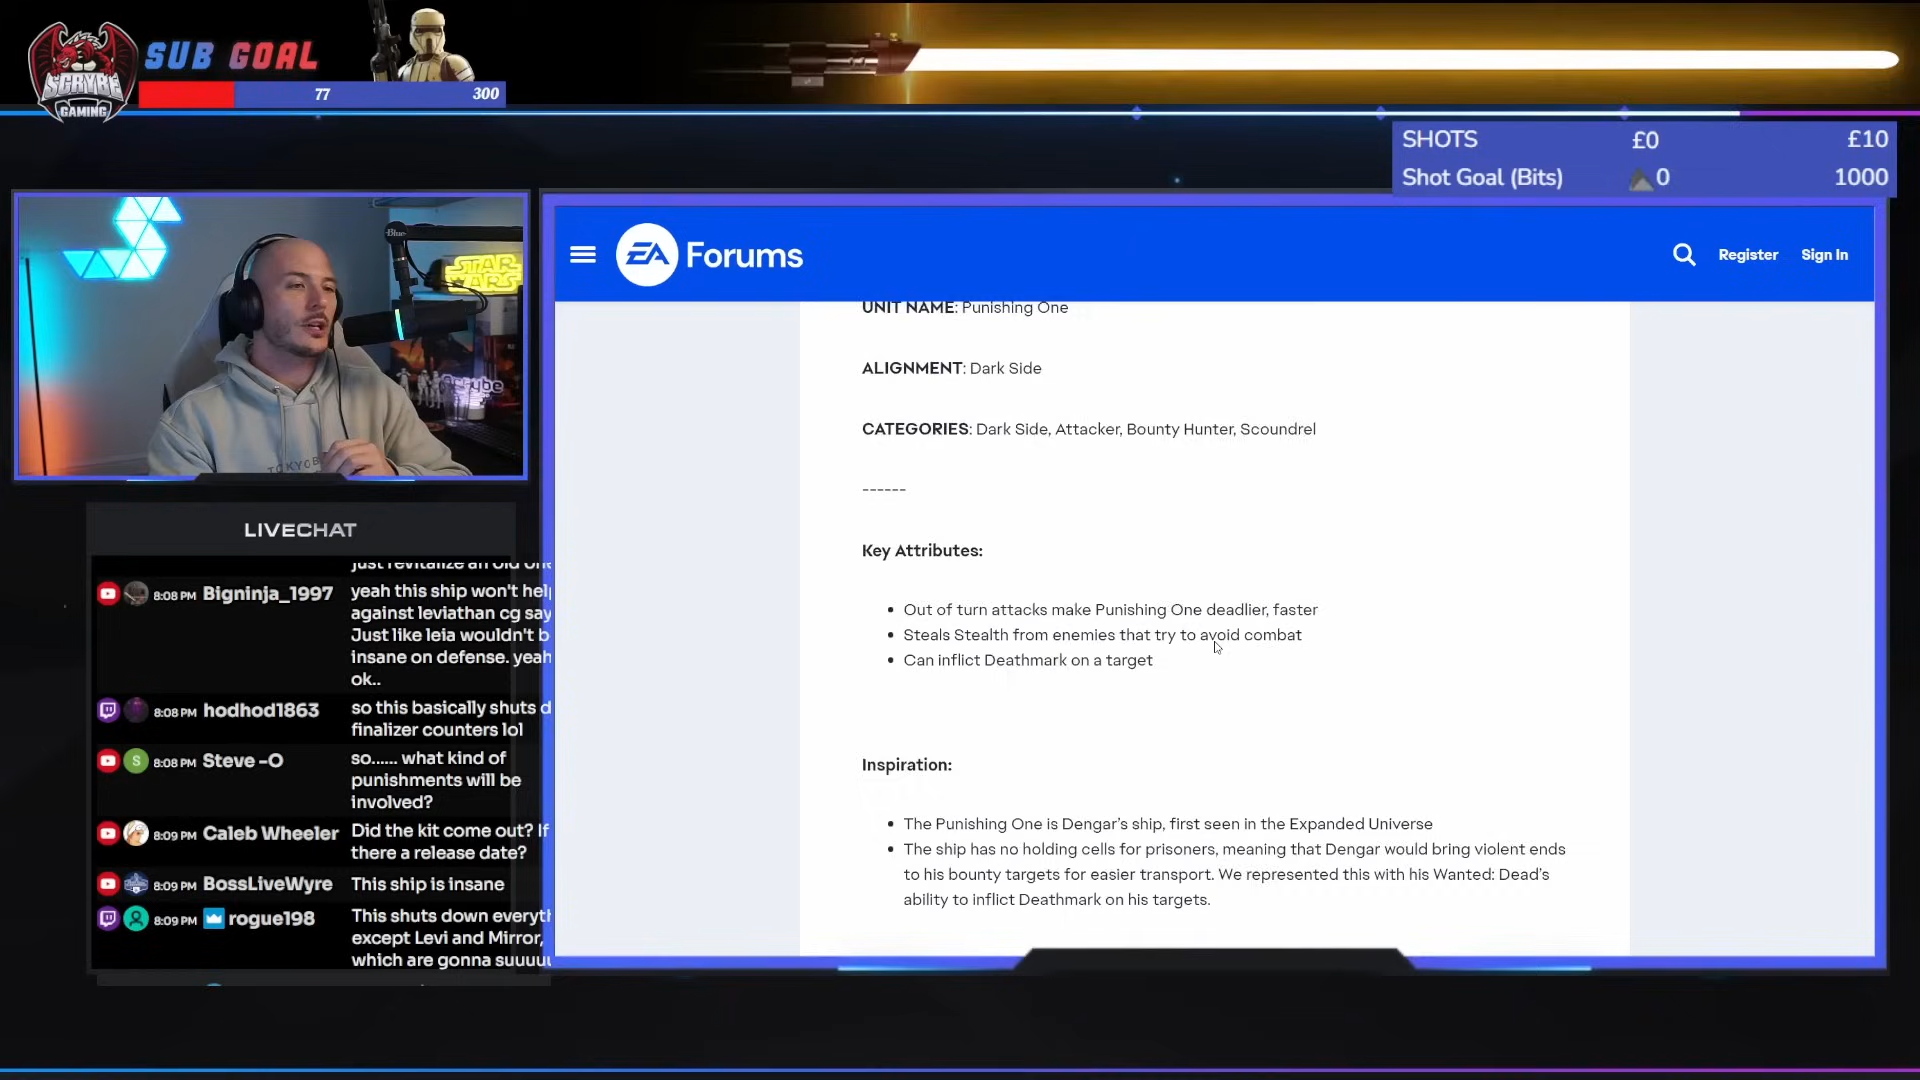 SUB GOAL
77
300
SCRYBE
GAMING
SHOTS £0 £10
Shot Goal (Bits) 0 1000
Blue
STAR
WARS
TOKYO
LIVECHAT
8:08 PM Bigninja_1997 yeah this ship won't help
against leviathan cg say
Just like leia wouldn't b
insane on defense. yeah
ok..
8:08 PM hodhod1863 so this basically shuts d
finalizer counters lol
S 8:08 PM Steve -O so...... what kind of
punishments will be
involved?
8:09 PM Caleb Wheeler Did the kit come out? If
there a release date?
8:09 PM BossLiveWyre This ship is insane
8:09 PM rogue198 This shuts down everyth
except Levi and Mirror,
which are gonna suuuu
EA Forums
Register Sign In
UNIT NAME: Punishing One
ALIGNMENT: Dark Side
CATEGORIES: Dark Side, Attacker, Bounty Hunter, Scoundrel
------
Key Attributes:
• Out of turn attacks make Punishing One deadlier, faster
• Steals Stealth from enemies that try to avoid combat
• Can inflict Deathmark on a target
Inspiration:
• The Punishing One is Dengar's ship, first seen in the Expanded Universe
• The ship has no holding cells for prisoners, meaning that Dengar would bring violent ends
to his bounty targets for easier transport. We represented this with his Wanted: Dead's
ability to inflict Deathmark on his targets.